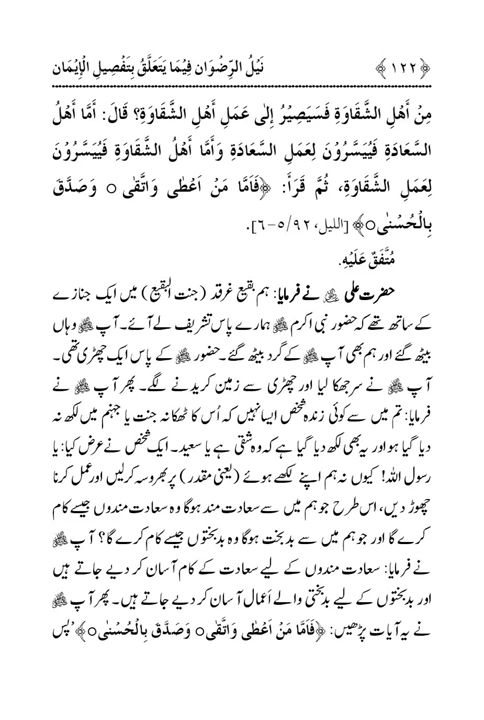 ﴿١٢٢﴾ نَيْلُ الرِّضْوَان فِيْمَا يَتَعَلَّقُ بِتَفْصِيلِ الْإِيْمَان
مِنْ أَهْلِ الشَّقَاوَةِ فَسَيَصِيْرُ إِلٰى عَمَلِ أَهْلِ الشَّقَاوَةِ؟ قَالَ: أَمَّا أَهْلُ
السَّعَادَةِ فَيُيَسَّرُوْنَ لِعَمَلِ السَّعَادَةِ وَأَمَّا أَهْلُ الشَّقَاوَةِ فَيُيَسَّرُوْنَ
لِعَمَلِ الشَّقَاوَةِ، ثُمَّ قَرَأَ: ﴿فَاَمَّا مَنْ اَعْطٰى وَاتَّقٰى ○ وَصَدَّقَ
بِالْحُسْنٰى○﴾ [الليل، ٩٢/٥-٦].
مُتَّفَقٌ عَلَيْهِ.
حضرت علی ﷜ نے فرمایا: ہم بقیع غرقد (جنت البقیع) میں ایک جنازے
کے ساتھ تھے کہ حضور نبی اکرم ﷺ ہمارے پاس تشریف لے آئے۔ آپ ﷺ وہاں
بیٹھ گئے اور ہم بھی آپ ﷺ کے گرد بیٹھ گئے۔ حضور ﷺ کے پاس ایک چھڑی تھی۔
آپ ﷺ نے سر جھکا لیا اور چھڑی سے زمین کریدنے لگے۔ پھر آپ ﷺ نے
فرمایا: تم میں سے کوئی زندہ شخص ایسا نہیں کہ اُس کا ٹھکانہ جنت یا جہنم میں لکھ نہ
دیا گیا ہو اور یہ بھی لکھ دیا گیا ہے کہ وہ شقی ہے یا سعید۔ ایک شخص نے عرض کیا: یا
رسول اللہ! کیوں نہ ہم اپنے لکھے ہوئے (یعنی مقدر) پر بھروسہ کر لیں اور عمل کرنا
چھوڑ دیں، اس طرح جو ہم میں سے سعادت مند ہوگا وہ سعادت مندوں جیسے کام
کرے گا اور جو ہم میں سے بدبخت ہوگا وہ بدبختوں جیسے کام کرے گا؟ آپ ﷺ
نے فرمایا: سعادت مندوں کے لیے سعادت کے کام آسان کر دیے جاتے ہیں
اور بدبختوں کے لیے بدبختی والے اَعمال آسان کر دیے جاتے ہیں۔ پھر آپ ﷺ
نے یہ آیات پڑھیں: ﴿فَاَمَّا مَنْ اَعْطٰى وَاتَّقٰى○ وَصَدَّقَ بِالْحُسْنٰى○﴾ ’پس